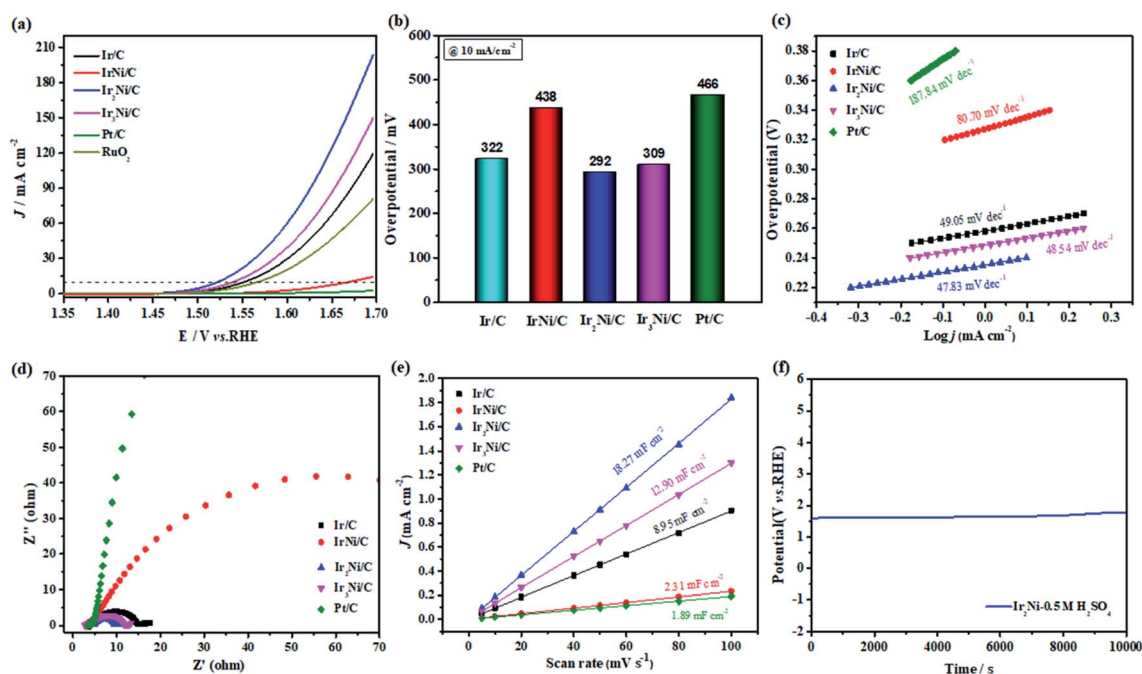 (a)
210
180
150
120
90
60
30
0
J / mA cm⁻²
Ir/C
IrNi/C
Ir₂Ni/C
Ir₃Ni/C
Pt/C
RuO₂
1.35 1.40 1.45 1.50 1.55 1.60 1.65 1.70
E / V vs.RHE
(b)
600
500
400
300
200
100
0
Overpotential / mV
@ 10 mA/cm⁻²
322
438
292
309
466
Ir/C IrNi/C Ir₂Ni/C Ir₃Ni/C Pt/C
(c)
0.38
0.36
0.34
0.32
0.26
0.24
0.22
Overpotential (V)
Ir/C
IrNi/C
Ir₂Ni/C
Ir₃Ni/C
Pt/C
187.84 mV dec⁻¹
80.70 mV dec⁻¹
49.05 mV dec⁻¹
48.54 mV dec⁻¹
47.83 mV dec⁻¹
-0.4 -0.3 -0.2 -0.1 0.0 0.1 0.2 0.3
Log j (mA cm⁻²)
(d)
70
60
50
40
30
20
10
0
Z'' (ohm)
Ir/C
IrNi/C
Ir₂Ni/C
Ir₃Ni/C
Pt/C
0 10 20 30 40 50 60 70
Z' (ohm)
(e)
2.0
1.8
1.6
1.4
1.2
1.0
0.8
0.6
0.4
0.2
0.0
J (mA cm⁻²)
Ir/C
IrNi/C
Ir₂Ni/C
Ir₃Ni/C
Pt/C
18.27 mF cm⁻²
12.90 mF cm⁻²
8.95 mF cm⁻²
2.31 mF cm⁻²
1.89 mF cm⁻²
0 20 40 60 80 100
Scan rate (mV s⁻¹)
(f)
6
5
4
3
2
1
0
-1
-2
Potential(V vs.RHE)
Ir₂Ni-0.5 M H₂SO₄
0 2000 4000 6000 8000 10000
Time / s